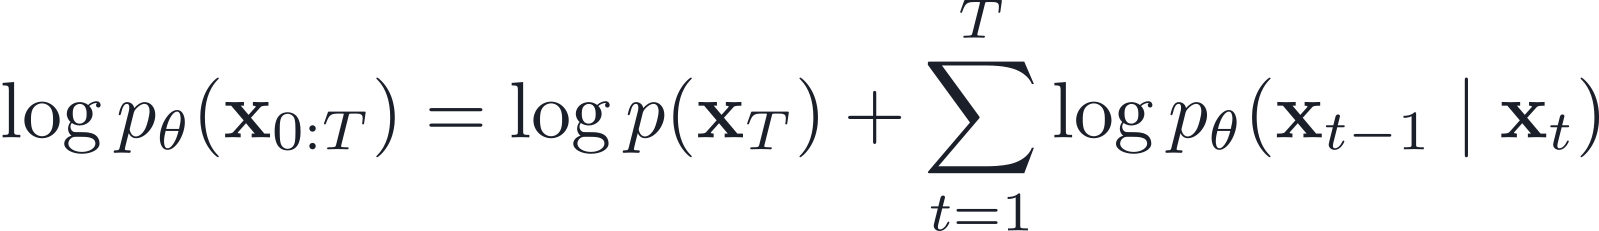 log p_θ(𝐱_{0:T}) = log p(𝐱_T) + ∑_{t=1}^{T} log p_θ(𝐱_{t−1} | 𝐱_t)